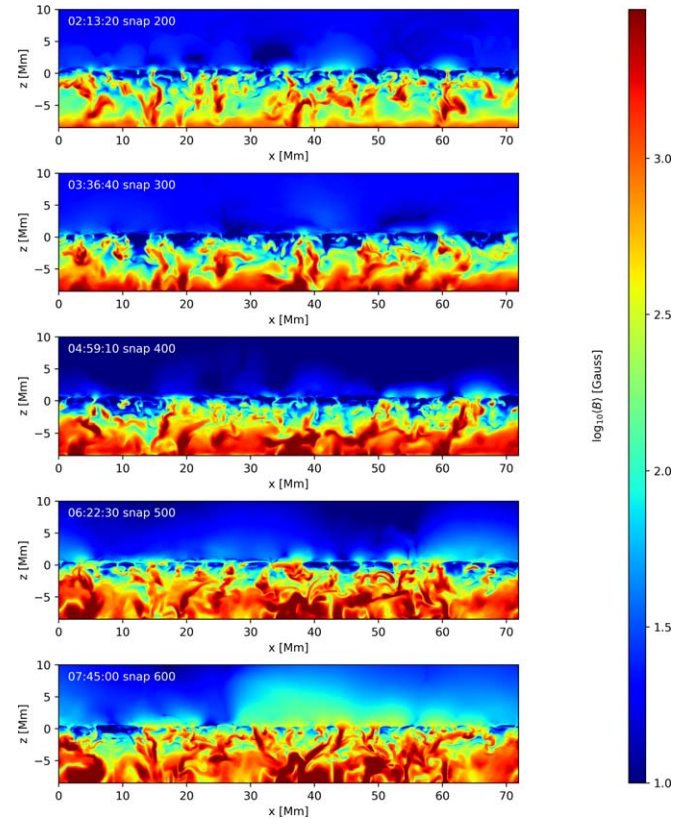 02:13:20 snap 200
10
5
0
−5
z [Mm]
0 10 20 30 40 50 60 70
x [Mm]
03:36:40 snap 300
10
5
0
−5
z [Mm]
0 10 20 30 40 50 60 70
x [Mm]
04:59:10 snap 400
10
5
0
−5
z [Mm]
0 10 20 30 40 50 60 70
x [Mm]
06:22:30 snap 500
10
5
0
−5
z [Mm]
0 10 20 30 40 50 60 70
x [Mm]
07:45:00 snap 600
10
5
0
−5
z [Mm]
0 10 20 30 40 50 60 70
x [Mm]
log₁₀⟨B⟩ [Gauss]
3.0
2.5
2.0
1.5
1.0